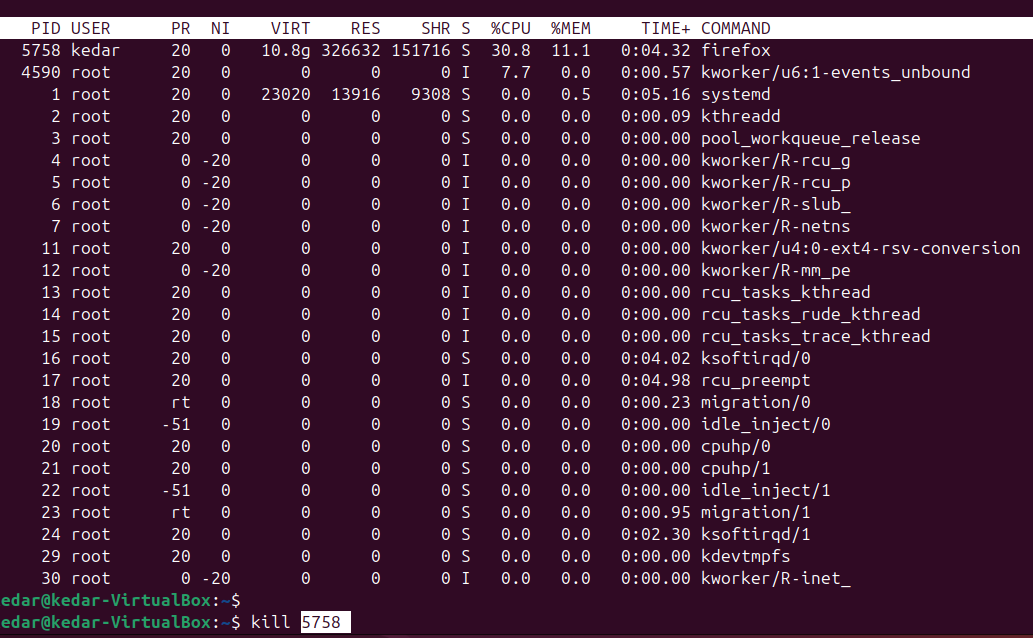 PID USER PR NI VIRT RES SHR S %CPU %MEM TIME+ COMMAND
5758 kedar 20 0 10.8g 326632 151716 S 30.8 11.1 0:04.32 firefox
4590 root 20 0 0 0 0 I 7.7 0.0 0:00.57 kworker/u6:1-events_unbound
1 root 20 0 23020 13916 9308 S 0.0 0.5 0:05.16 systemd
2 root 20 0 0 0 0 S 0.0 0.0 0:00.09 kthreadd
3 root 20 0 0 0 0 S 0.0 0.0 0:00.00 pool_workqueue_release
4 root 0 -20 0 0 0 I 0.0 0.0 0:00.00 kworker/R-rcu_g
5 root 0 -20 0 0 0 I 0.0 0.0 0:00.00 kworker/R-rcu_p
6 root 0 -20 0 0 0 I 0.0 0.0 0:00.00 kworker/R-slub_
7 root 0 -20 0 0 0 I 0.0 0.0 0:00.00 kworker/R-netns
11 root 20 0 0 0 0 I 0.0 0.0 0:00.00 kworker/u4:0-ext4-rsv-conversion
12 root 0 -20 0 0 0 I 0.0 0.0 0:00.00 kworker/R-mm_pe
13 root 20 0 0 0 0 I 0.0 0.0 0:00.00 rcu_tasks_kthread
14 root 20 0 0 0 0 I 0.0 0.0 0:00.00 rcu_tasks_rude_kthread
15 root 20 0 0 0 0 I 0.0 0.0 0:00.00 rcu_tasks_trace_kthread
16 root 20 0 0 0 0 S 0.0 0.0 0:04.02 ksoftirqd/0
17 root 20 0 0 0 0 I 0.0 0.0 0:04.98 rcu_preempt
18 root rt 0 0 0 0 S 0.0 0.0 0:00.23 migration/0
19 root -51 0 0 0 0 S 0.0 0.0 0:00.00 idle_inject/0
20 root 20 0 0 0 0 S 0.0 0.0 0:00.00 cpuhp/0
21 root 20 0 0 0 0 S 0.0 0.0 0:00.00 cpuhp/1
22 root -51 0 0 0 0 S 0.0 0.0 0:00.00 idle_inject/1
23 root rt 0 0 0 0 S 0.0 0.0 0:00.95 migration/1
24 root 20 0 0 0 0 S 0.0 0.0 0:02.30 ksoftirqd/1
29 root 20 0 0 0 0 S 0.0 0.0 0:00.00 kdevtmpfs
30 root 0 -20 0 0 0 I 0.0 0.0 0:00.00 kworker/R-inet_
edar@kedar-VirtualBox:~$
edar@kedar-VirtualBox:~$ kill 5758